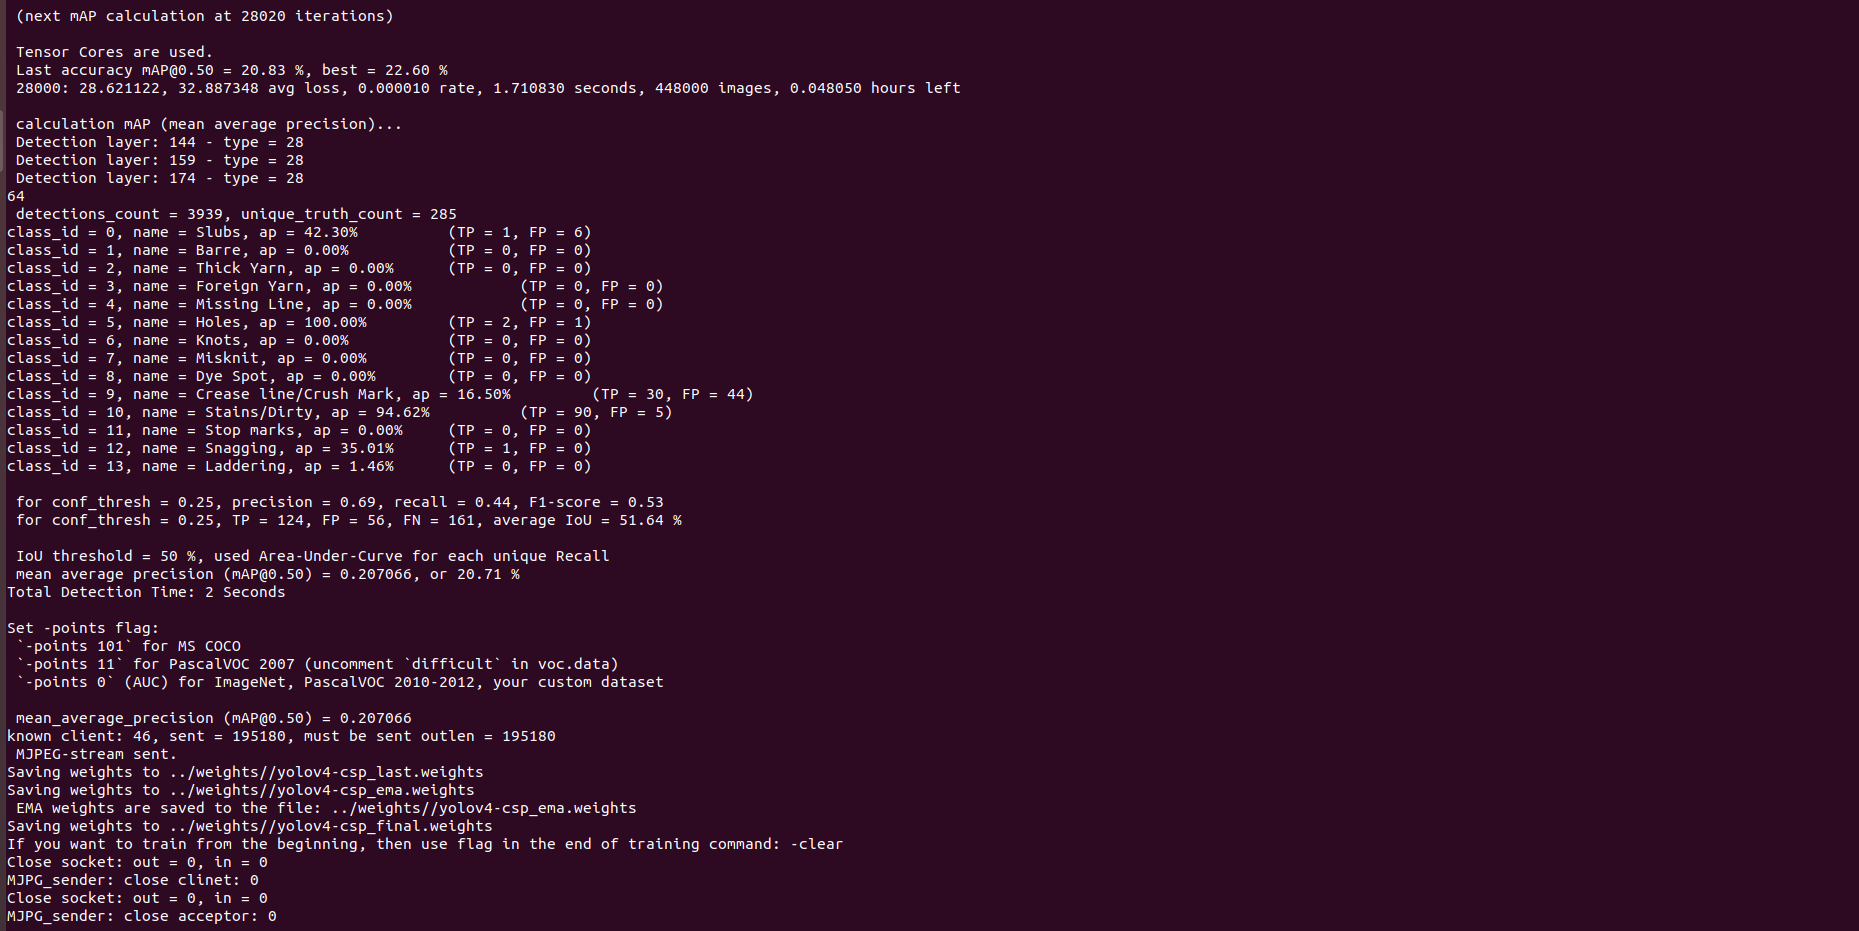 (next mAP calculation at 28020 iterations)
Tensor Cores are used.
Last accuracy mAP@0.50 = 20.83 %, best = 22.60 %
28000: 28.621122, 32.887348 avg loss, 0.000010 rate, 1.710830 seconds, 448000 images, 0.048050 hours left
calculation mAP (mean average precision)...
Detection layer: 144 - type = 28
Detection layer: 159 - type = 28
Detection layer: 174 - type = 28
64
detections_count = 3939, unique_truth_count = 285
class_id = 0, name = Slubs, ap = 42.30% (TP = 1, FP = 6)
class_id = 1, name = Barre, ap = 0.00% (TP = 0, FP = 0)
class_id = 2, name = Thick Yarn, ap = 0.00% (TP = 0, FP = 0)
class_id = 3, name = Foreign Yarn, ap = 0.00% (TP = 0, FP = 0)
class_id = 4, name = Missing Line, ap = 0.00% (TP = 0, FP = 0)
class_id = 5, name = Holes, ap = 100.00% (TP = 2, FP = 1)
class_id = 6, name = Knots, ap = 0.00% (TP = 0, FP = 0)
class_id = 7, name = Misknit, ap = 0.00% (TP = 0, FP = 0)
class_id = 8, name = Dye Spot, ap = 0.00% (TP = 0, FP = 0)
class_id = 9, name = Crease line/Crush Mark, ap = 16.50% (TP = 30, FP = 44)
class_id = 10, name = Stains/Dirty, ap = 94.62% (TP = 90, FP = 5)
class_id = 11, name = Stop marks, ap = 0.00% (TP = 0, FP = 0)
class_id = 12, name = Snagging, ap = 35.01% (TP = 1, FP = 0)
class_id = 13, name = Laddering, ap = 1.46% (TP = 0, FP = 0)
for conf_thresh = 0.25, precision = 0.69, recall = 0.44, F1-score = 0.53
for conf_thresh = 0.25, TP = 124, FP = 56, FN = 161, average IoU = 51.64 %
IoU threshold = 50 %, used Area-Under-Curve for each unique Recall
mean average precision (mAP@0.50) = 0.207066, or 20.71 %
Total Detection Time: 2 Seconds
Set -points flag:
`-points 101` for MS COCO
`-points 11` for PascalVOC 2007 (uncomment `difficult` in voc.data)
`-points 0` (AUC) for ImageNet, PascalVOC 2010-2012, your custom dataset
mean_average_precision (mAP@0.50) = 0.207066
known client: 46, sent = 195180, must be sent outlen = 195180
MJPEG-stream sent.
Saving weights to ../weights//yolov4-csp_last.weights
Saving weights to ../weights//yolov4-csp_ema.weights
EMA weights are saved to the file: ../weights//yolov4-csp_ema.weights
Saving weights to ../weights//yolov4-csp_final.weights
If you want to train from the beginning, then use flag in the end of training command: -clear
Close socket: out = 0, in = 0
MJPG_sender: close clinet: 0
Close socket: out = 0, in = 0
MJPG_sender: close acceptor: 0